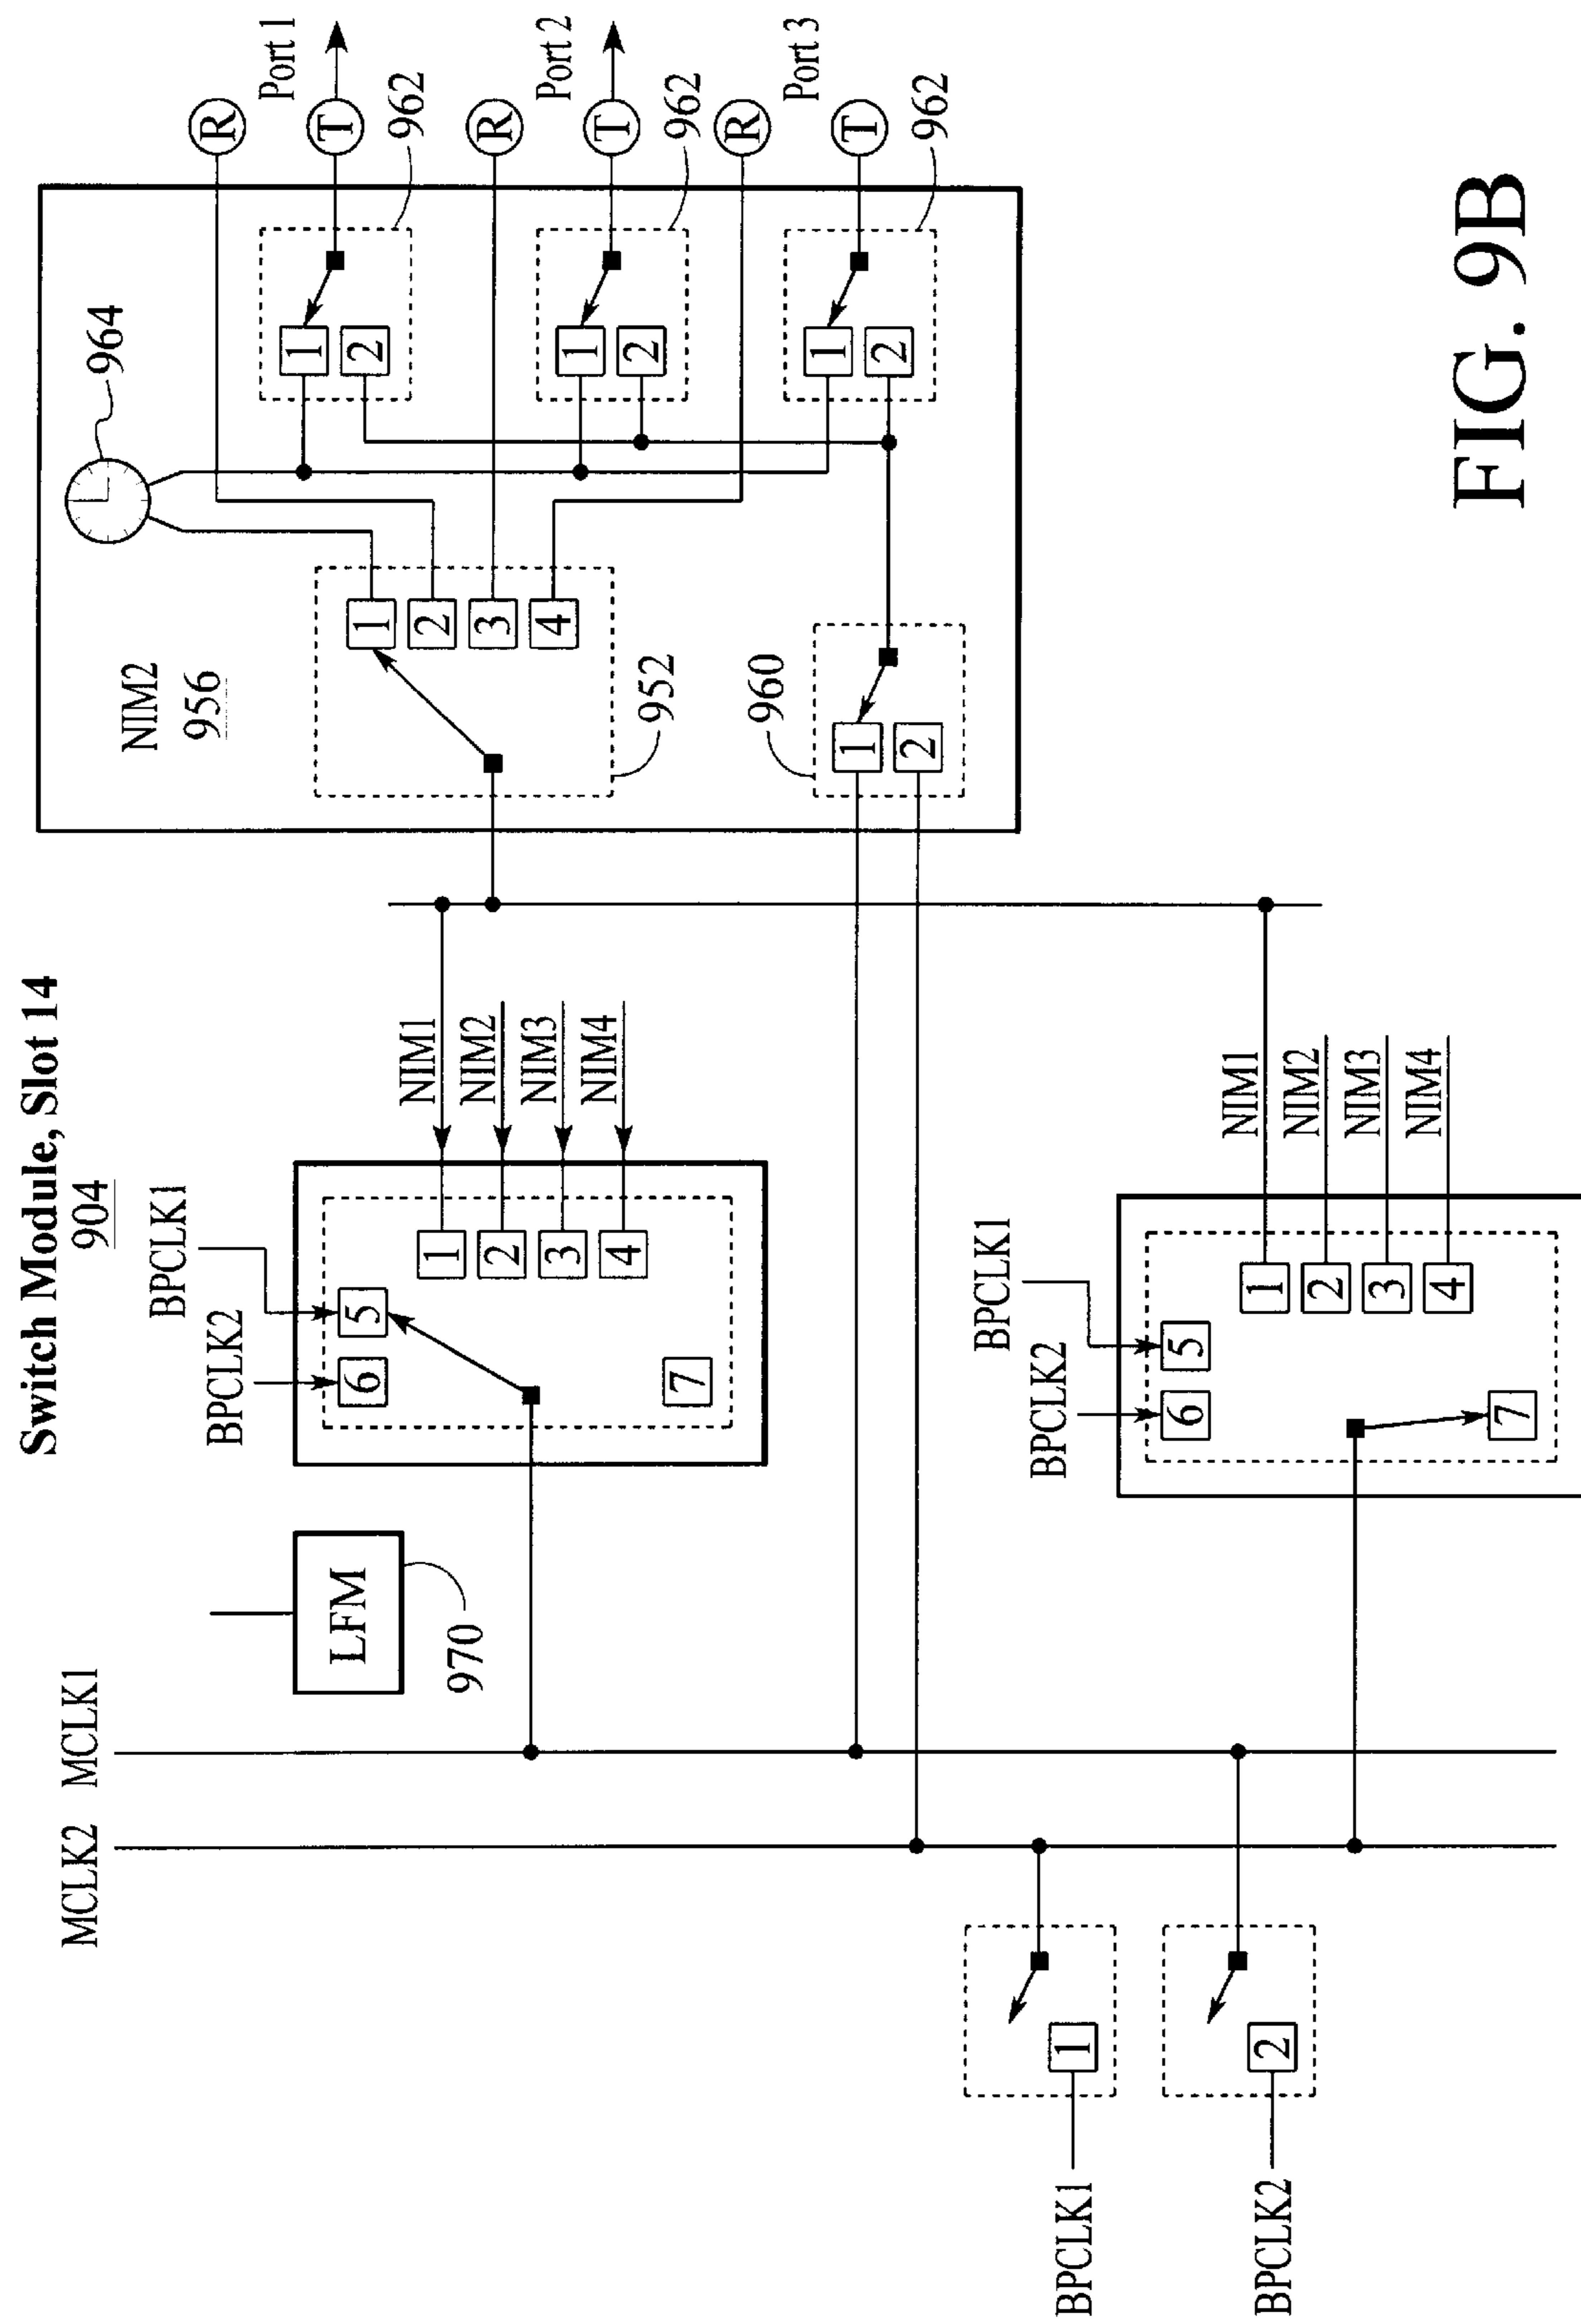 Switch Module, Slot 14
904
MCLK2
MCLK1
LFM
970
BPCLK2
BPCLK1
6
5
1
2
3
4
7
NIM1
NIM2
NIM3
NIM4
NIM2
956
964
1
2
3
4
952
960
1
2
1
2
962
1
2
962
1
2
962
R
Port 1
T
R
Port 2
T
R
Port 3
T
BPCLK1
1
BPCLK2
2
BPCLK2
BPCLK1
6
5
1
2
3
4
7
NIM1
NIM2
NIM3
NIM4
FIG. 9B